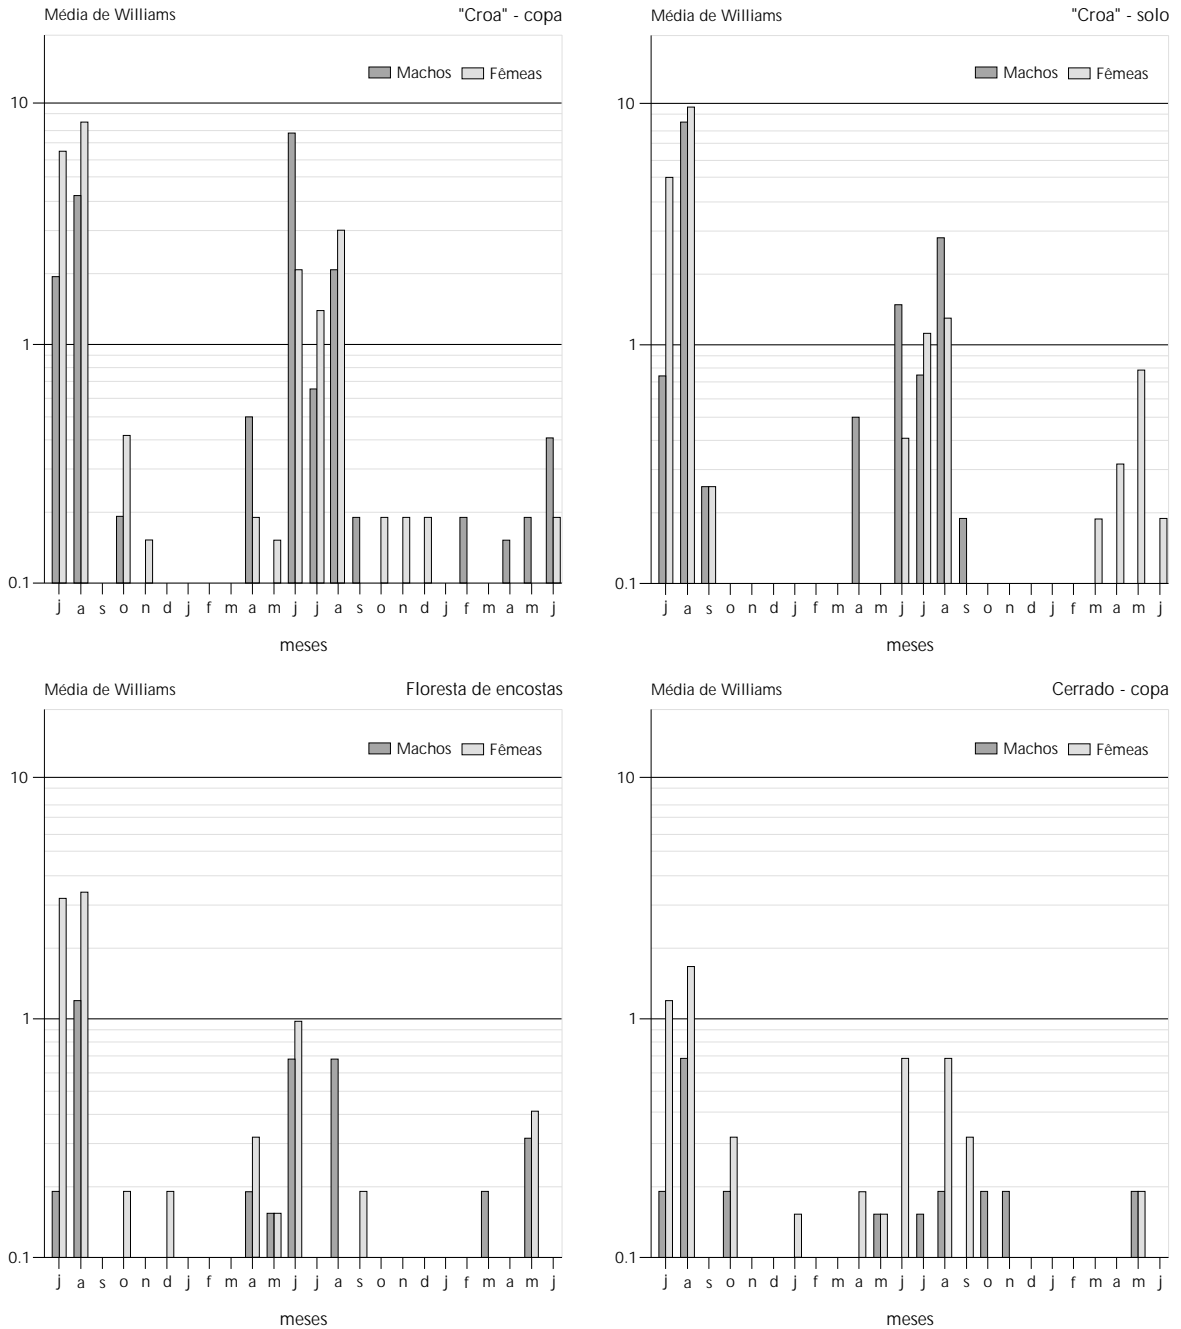 Média de Williams "Croa" - copa
Machos Fêmeas
10
1
0.1
j a s o n d j f m a m j j a s o n d j f m a m j
meses
Média de Williams "Croa" - solo
Machos Fêmeas
10
1
0.1
j a s o n d j f m a m j j a s o n d j f m a m j
meses
Média de Williams Floresta de encostas
Machos Fêmeas
10
1
0.1
j a s o n d j f m a m j j a s o n d j f m a m j
meses
Média de Williams Cerrado - copa
Machos Fêmeas
10
1
0.1
j a s o n d j f m a m j j a s o n d j f m a m j
meses